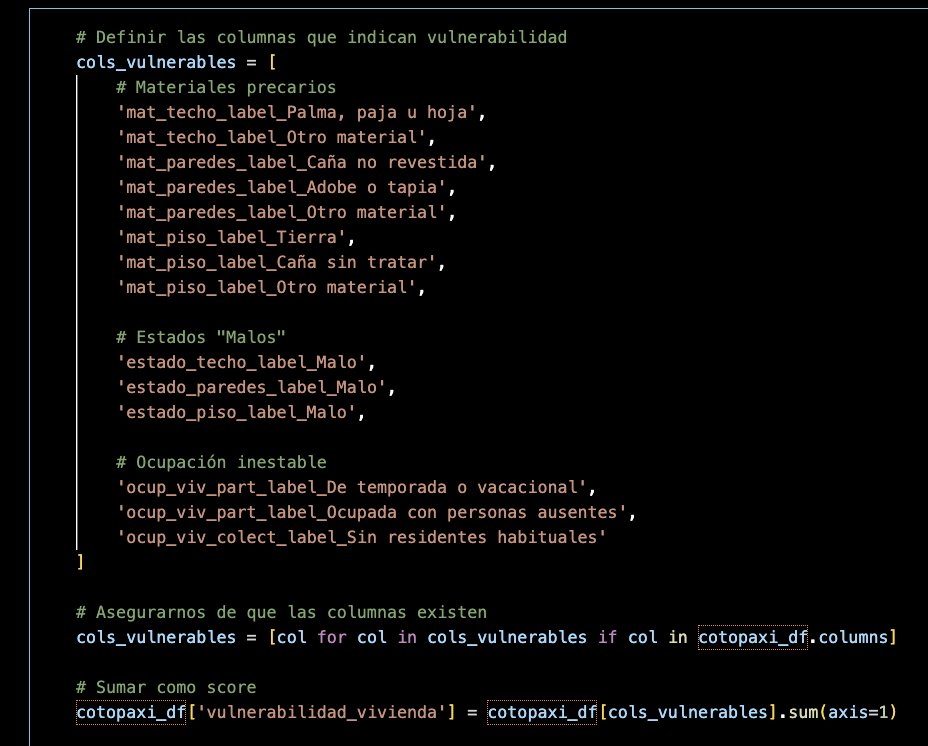 # Definir las columnas que indican vulnerabilidad
cols_vulnerables = [
# Materiales precarios
'mat_techo_label_Palma, paja u hoja',
'mat_techo_label_Otro material',
'mat_paredes_label_Caña no revestida',
'mat_paredes_label_Adobe o tapia',
'mat_paredes_label_Otro material',
'mat_piso_label_Tierra',
'mat_piso_label_Caña sin tratar',
'mat_piso_label_Otro material',
# Estados "Malos"
'estado_techo_label_Malo',
'estado_paredes_label_Malo',
'estado_piso_label_Malo',
# Ocupación inestable
'ocup_viv_part_label_De temporada o vacacional',
'ocup_viv_part_label_Ocupada con personas ausentes',
'ocup_viv_colect_label_Sin residentes habituales'
]
# Asegurarnos de que las columnas existen
cols_vulnerables = [col for col in cols_vulnerables if col in cotopaxi_df.columns]
# Sumar como score
cotopaxi_df['vulnerabilidad_vivienda'] = cotopaxi_df[cols_vulnerables].sum(axis=1)